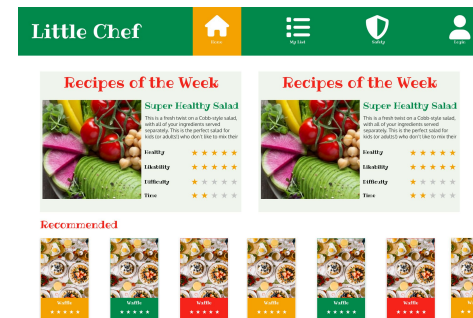 Little Chef
Home
My List
Safety
Login
Recipes of the Week
Super Healthy Salad
This is a fresh twist on a Cobb-style salad,
with all of your ingredients served
separately. This is the perfect salad for
kids (or adults!) who don't like to mix their
Healthy
Likability
Difficulty
Time
Recipes of the Week
Super Healthy Salad
This is a fresh twist on a Cobb-style salad,
with all of your ingredients served
separately. This is the perfect salad for
kids (or adults!) who don't like to mix their
Healthy
Likability
Difficulty
Time
Recommended
Waffle
Waffle
Waffle
Waffle
Waffle
Waffle